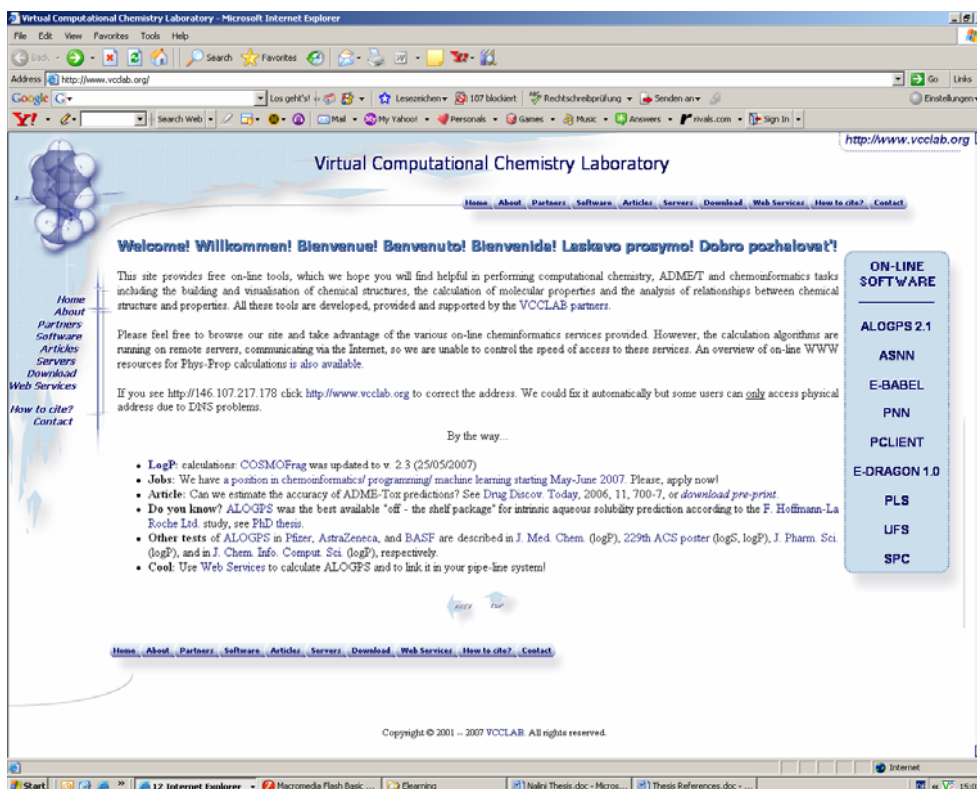 Virtual Computational Chemistry Laboratory - Microsoft Internet Explorer
File Edit View Favorites Tools Help
Back Search Favorites
Address http://www.vcclab.org/ Go Links
Google Los geht's! Lesezeichen 107 blockiert Rechtschreibprüfung Senden an Einstellungen
Y! Search Web Mail My Yahoo! Personals Games Music Answers rivals.com Sign In
http://www.vcclab.org
Virtual Computational Chemistry Laboratory
Home About Partners Software Articles Servers Download Web Services How to cite? Contact
Welcome! Willkommen! Bienvenue! Benvenuto! Bienvenida! Laskavo prosymo! Dobro pozhalovat'!
This site provides free on-line tools, which we hope you will find helpful in performing computational chemistry, ADME/T and chemoinformatics tasks
including the building and visualisation of chemical structures, the calculation of molecular properties and the analysis of relationships between chemical
structure and properties. All these tools are developed, provided and supported by the VCCLAB partners.
Please feel free to browse our site and take advantage of the various on-line cheminformatics services provided. However, the calculation algorithms are
running on remote servers, communicating via the Internet, so we are unable to control the speed of access to these services. An overview of on-line WWW
resources for Phys-Prop calculations is also available.
If you see http://146.107.217.178 click http://www.vcclab.org to correct the address. We could fix it automatically but some users can only access physical
address due to DNS problems.
By the way...
• LogP: calculations: COSMOFrag was updated to v. 2.3 (25/05/2007)
• Jobs: We have a position in chemoinformatics/ programming/ machine learning starting May-June 2007. Please, apply now!
• Article: Can we estimate the accuracy of ADME-Tox predictions? See Drug Discov. Today, 2006, 11, 700-7, or download pre-print.
• Do you know? ALOGPS was the best available "off - the shelf package" for intrinsic aqueous solubility prediction according to the F. Hoffmann-La
Roche Ltd. study, see PhD thesis.
• Other tests of ALOGPS in Pfizer, AstraZeneca, and BASF are described in J. Med. Chem. (logP), 229th ACS poster (logS, logP), J. Pharm. Sci.
(logP), and in J. Chem. Info. Comput. Sci. (logP), respectively.
• Cool: Use Web Services to calculate ALOGPS and to link it in your pipe-line system!
Home
About
Partners
Software
Articles
Servers
Download
Web Services
How to cite?
Contact
ON-LINE
SOFTWARE
ALOGPS 2.1
ASNN
E-BABEL
PNN
PCLIENT
E-DRAGON 1.0
PLS
UFS
SPC
TOP
Home About Partners Software Articles Servers Download Web Services How to cite? Contact
Copyright © 2001 -- 2007 VCCLAB. All rights reserved.
Internet
Start 12 Internet Explorer Macromedia Flash Basic ... Elearning Nalini Thesis.doc - Micros... Thesis References.doc - ...